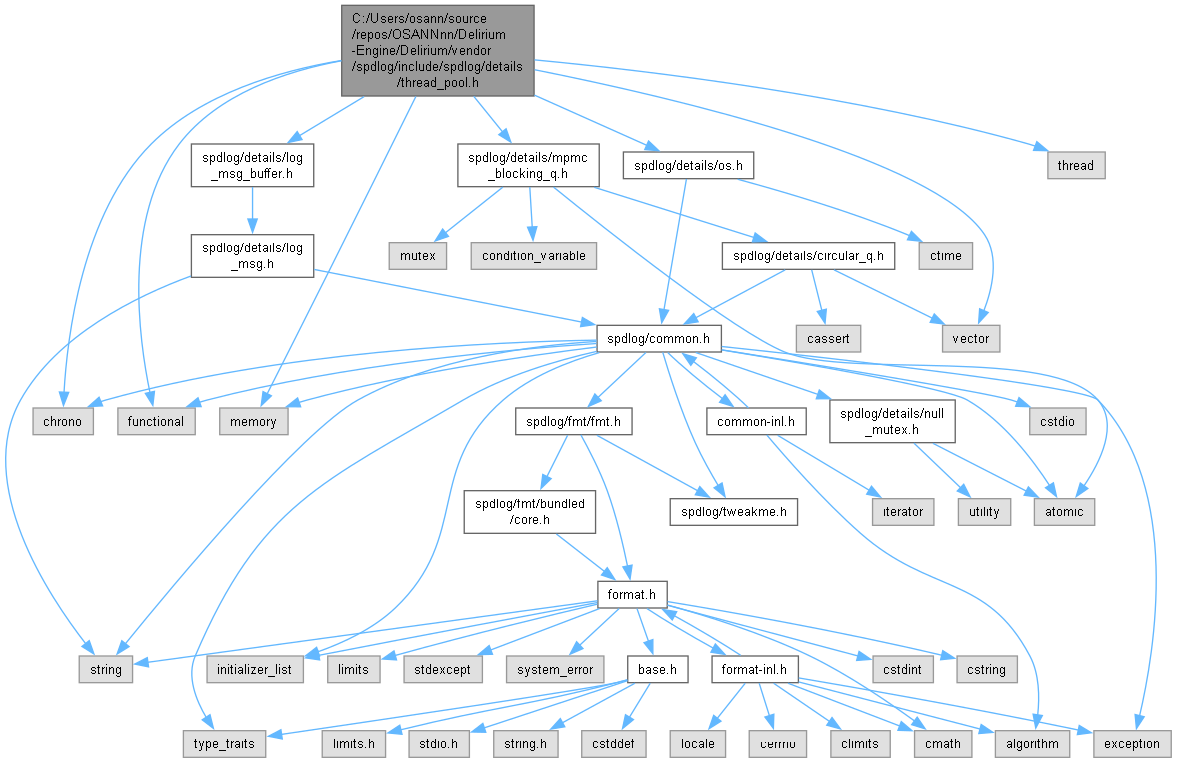 C:/Users/osann/source
/repos/OSANNnn/Delirium
-Engine/Delirium/vendor
/spdlog/include/spdlog/details
/thread_pool.h
spdlog/details/log
_msg_buffer.h
spdlog/details/mpmc
_blocking_q.h
spdlog/details/os.h
thread
spdlog/details/log
_msg.h
mutex
condition_variable
spdlog/details/circular_q.h
ctime
spdlog/common.h
cassert
vector
chrono
functional
memory
spdlog/fmt/fmt.h
common-inl.h
spdlog/details/null
_mutex.h
cstdio
spdlog/fmt/bundled
/core.h
spdlog/tweakme.h
iterator
utility
atomic
format.h
string
initializer_list
limits
stdexcept
system_error
base.h
format-inl.h
cstdint
cstring
type_traits
limits.h
stdio.h
string.h
cstddef
locale
climits
cmath
algorithm
exception